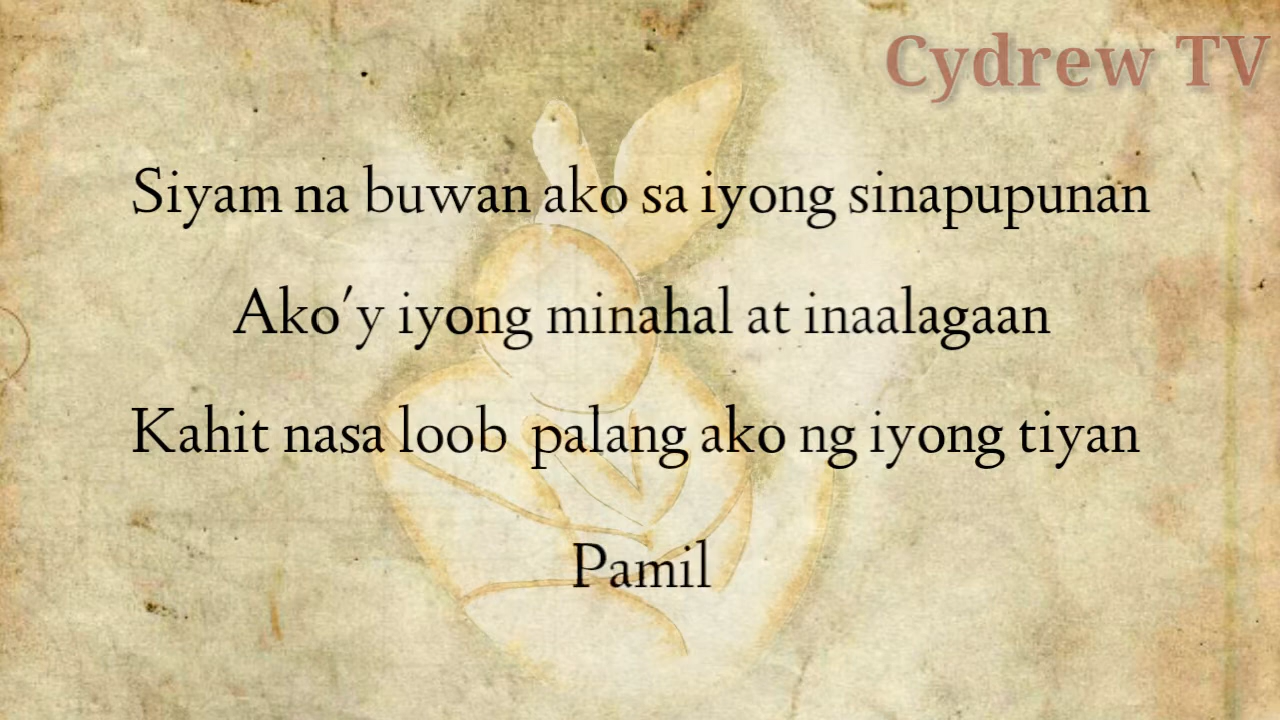 Cydrew TV
Siyam na buwan ako sa iyong sinapupunan
Ako'y iyong minahal at inaalagaan
Kahit nasa loob palang ako ng iyong tiyan
Pamil